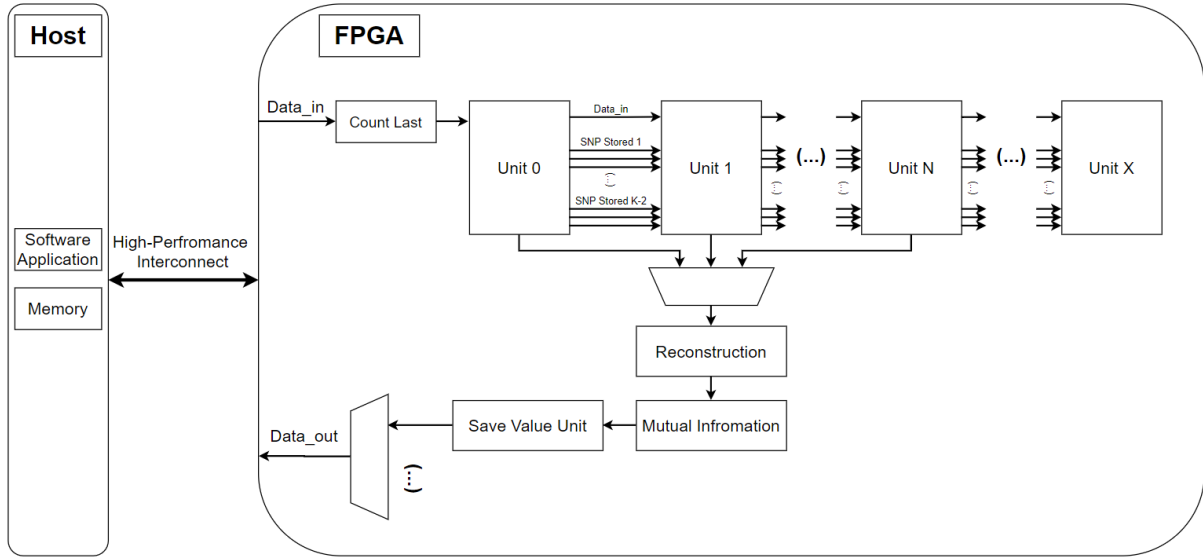 Host
FPGA
Data_in
Count Last
Unit 0
Data_in
SNP Stored 1
(...)
SNP Stored K-2
Unit 1
(...)
(...)
(...)
Unit N
(...)
(...)
(...)
Unit X
Software
Application
Memory
High-Perfromance
Interconnect
Reconstruction
Mutual Infromation
Save Value Unit
Data_out
(...)